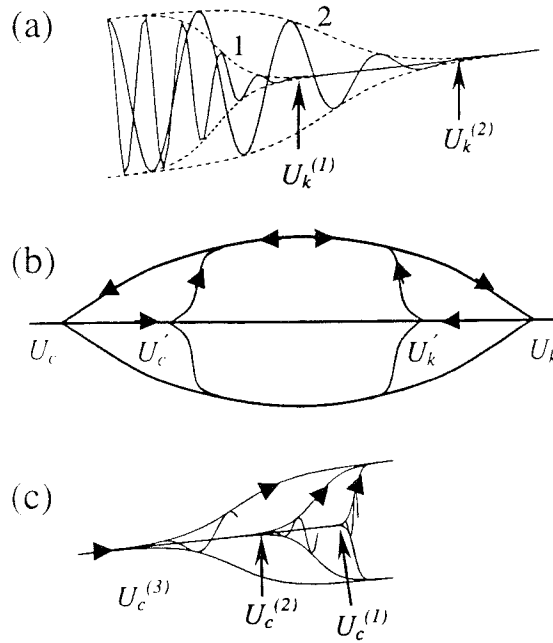 (a)
1
2
U_k^(1)
U_k^(2)
(b)
U_c
U_c′
U_k′
U_k
(c)
U_c^(3)
U_c^(2)
U_c^(1)